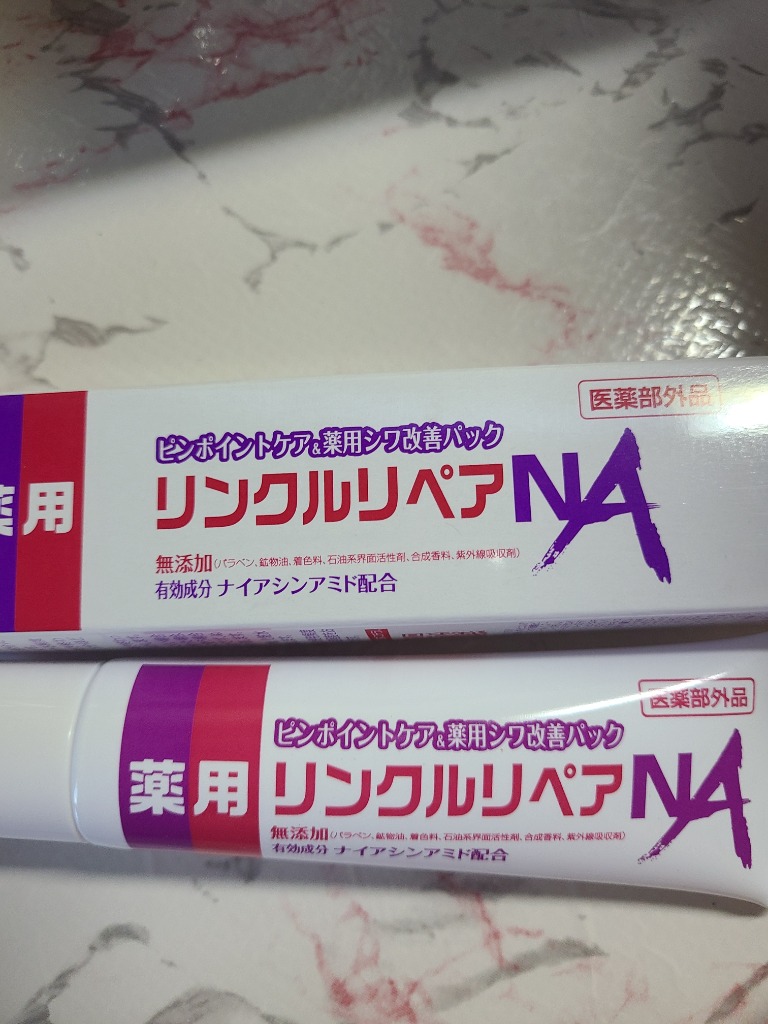 医薬部外品
ピンポイントケア&薬用シワ改善パック
薬用
リンクルリペアNA
無添加(パラベン、鉱物油、着色料、石油系界面活性剤、合成香料、紫外線吸収剤)
有効成分 ナイアシンアミド配合
医薬部外品
ピンポイントケア&薬用シワ改善パック
薬用 リンクルリペアNA
無添加(パラベン、鉱物油、着色料、石油系界面活性剤、合成香料、紫外線吸収剤)
有効成分 ナイアシンアミド配合